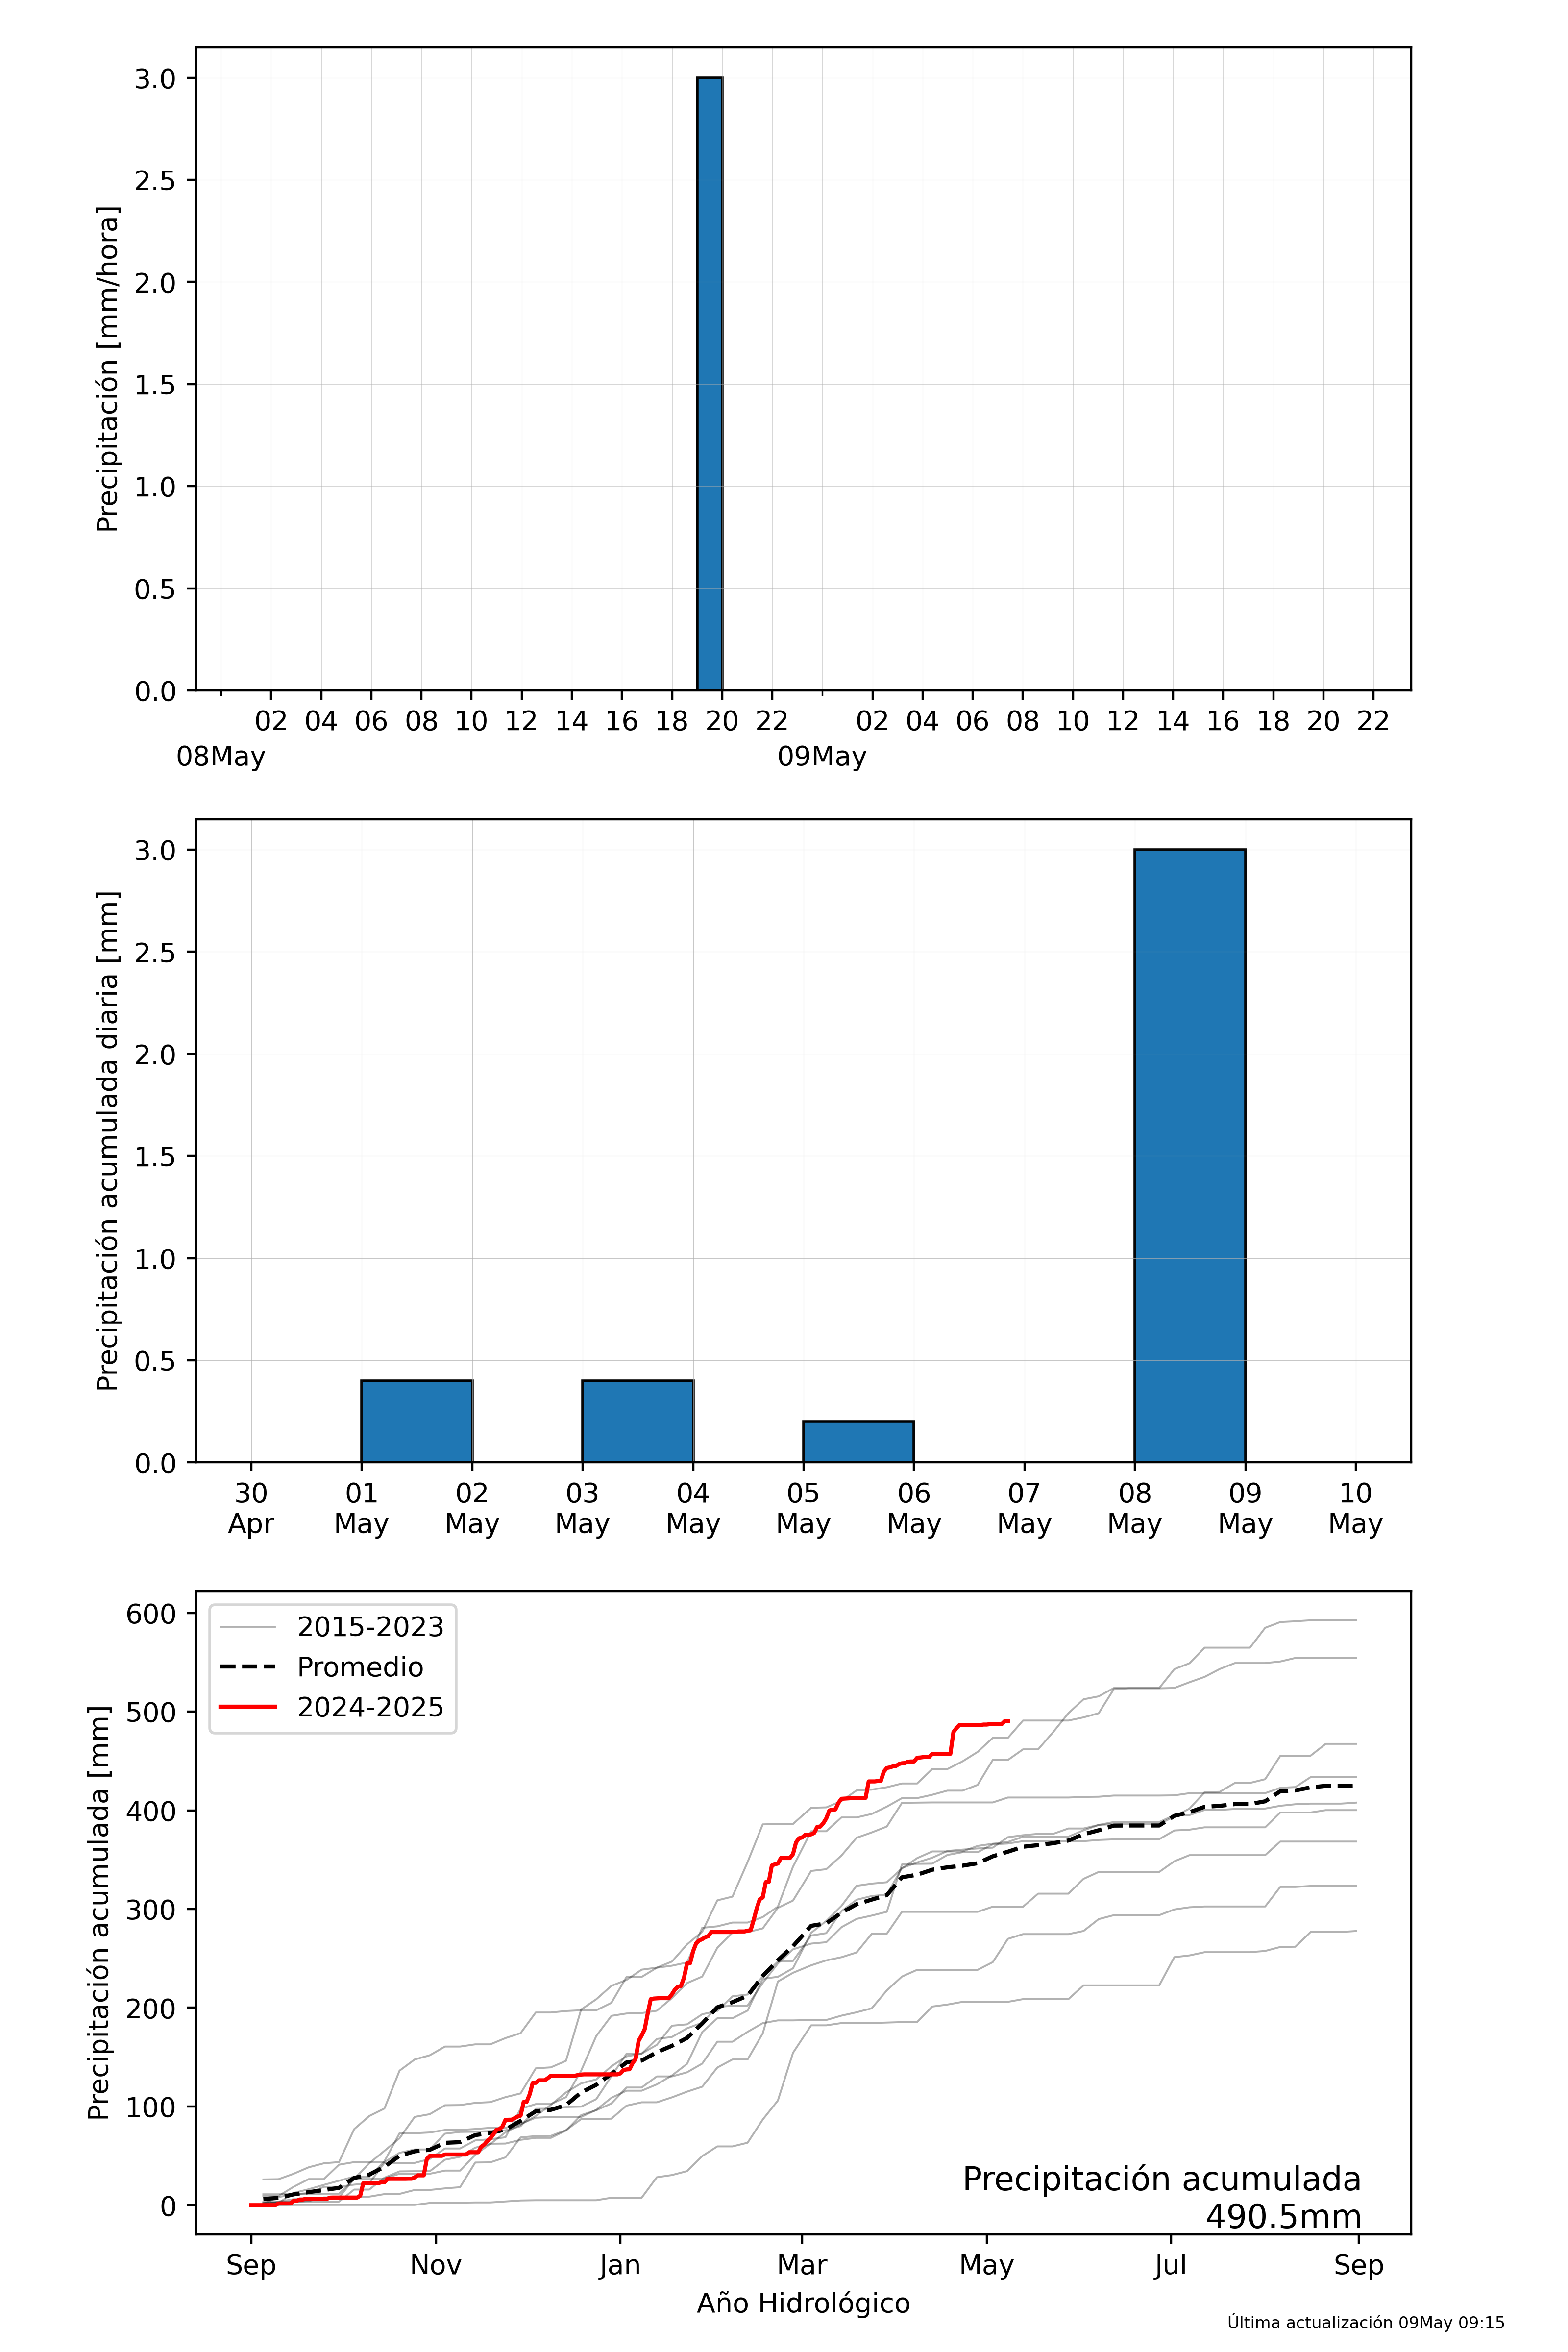 Precipitación [mm/hora]
3.0
2.5
2.0
1.5
1.0
0.5
0.0
02 04 06 08 10 12 14 16 18 20 22 02 04 06 08 10 12 14 16 18 20 22
08May 09May
Precipitación acumulada diaria [mm]
3.0
2.5
2.0
1.5
1.0
0.5
0.0
30 01 02 03 04 05 06 07 08 09 10
Apr May May May May May May May May May May
Precipitación acumulada [mm]
600
500
400
300
200
100
0
2015-2023
Promedio
2024-2025
Precipitación acumulada
490.5mm
Sep Nov Jan Mar May Jul Sep
Año Hidrológico
Última actualización 09May 09:15